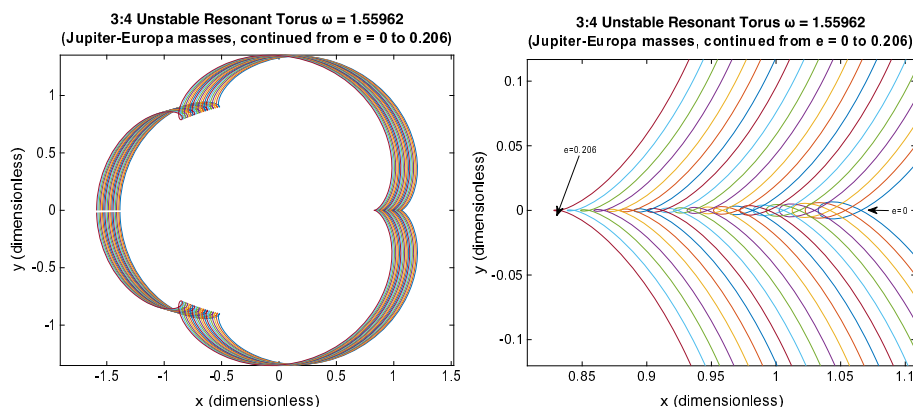 3:4 Unstable Resonant Torus ω = 1.55962
(Jupiter-Europa masses, continued from e = 0 to 0.206)
1
0.5
0
-0.5
-1
y (dimensionless)
-1.5
-1
-0.5
0
0.5
1
1.5
x (dimensionless)
3:4 Unstable Resonant Torus ω = 1.55962
(Jupiter-Europa masses, continued from e = 0 to 0.206)
0.1
0.05
0
-0.05
-0.1
y (dimensionless)
e=0.206
e=0
0.85
0.9
0.95
1
1.05
1.1
x (dimensionless)